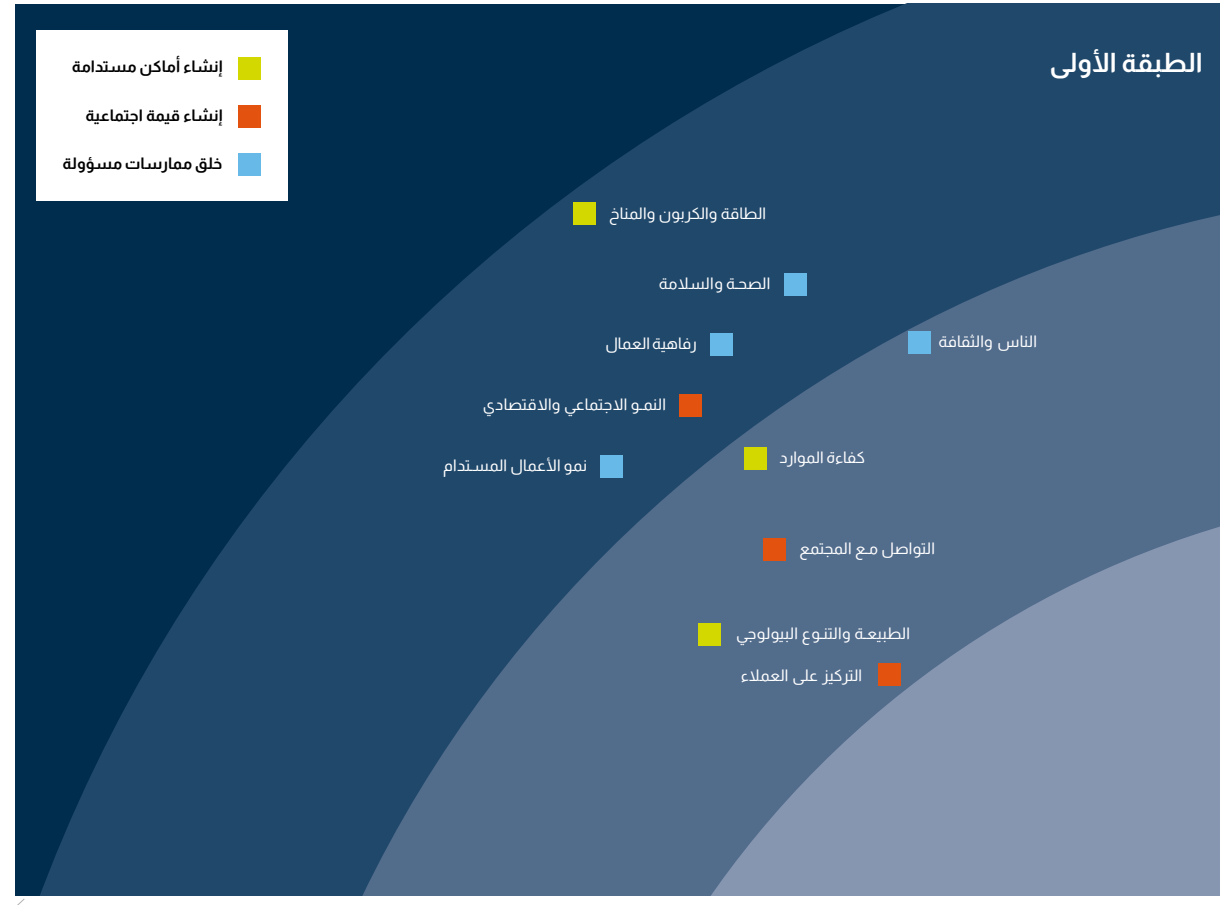 الطبقة الأولى
إنشاء أماكن مستدامة
إنشاء قيمة اجتماعية
خلق ممارسات مسؤولة
الطاقة والكربون والمناخ
الصحة والسلامة
الناس والثقافة
رفاهية العمال
النمو الاجتماعي والاقتصادي
كفاءة الموارد
نمو الأعمال المستدام
التواصل مع المجتمع
الطبيعة والتنوع البيولوجي
التركيز على العملاء